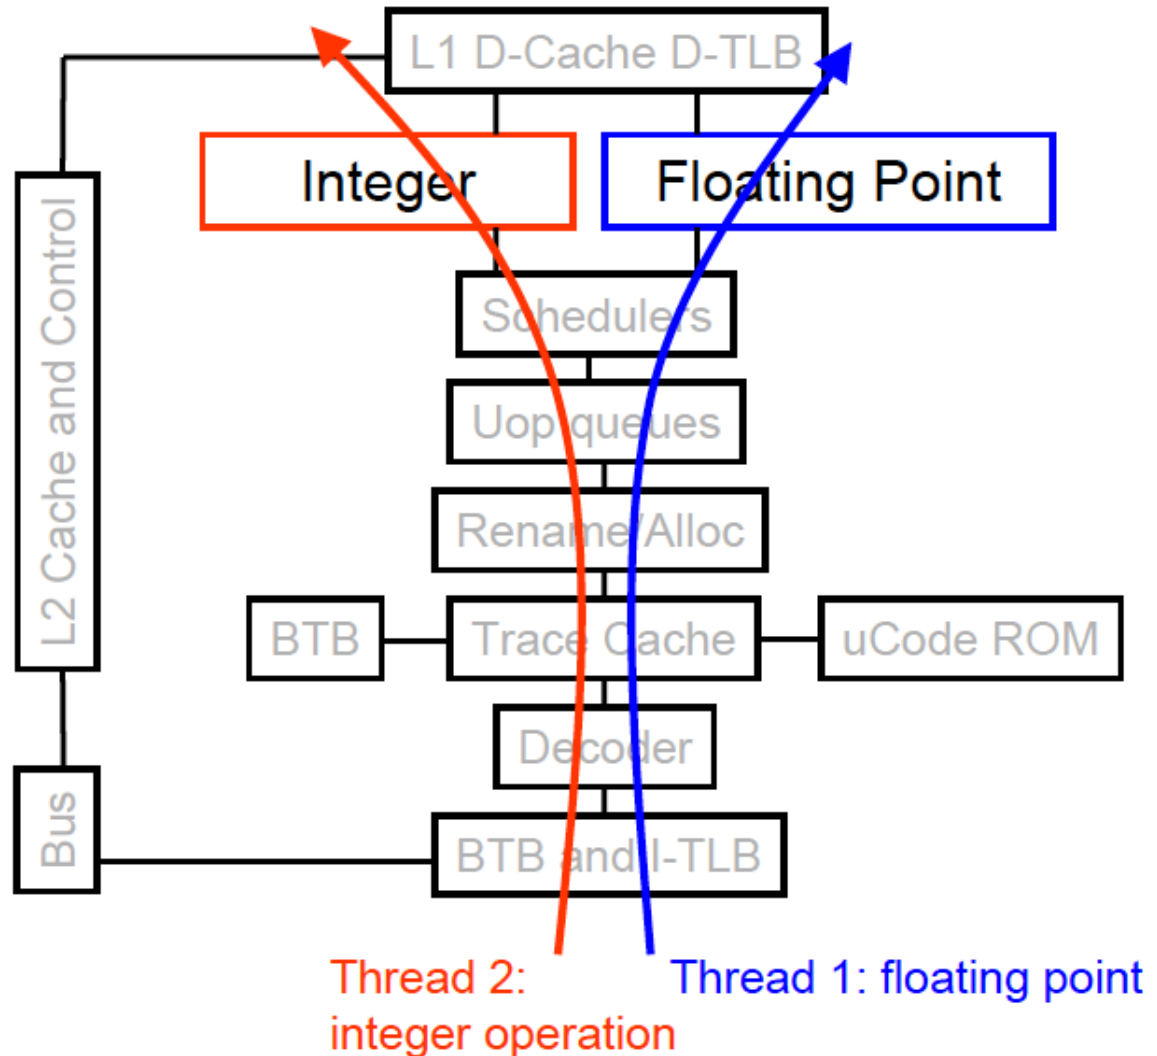 L1 D-Cache D-TLB
Integer
Floating Point
L2 Cache and Control
Schedulers
Uop queues
Rename/Alloc
BTB
Trace Cache
uCode ROM
Decoder
Bus
BTB and I-TLB
Thread 2:
integer operation
Thread 1: floating point